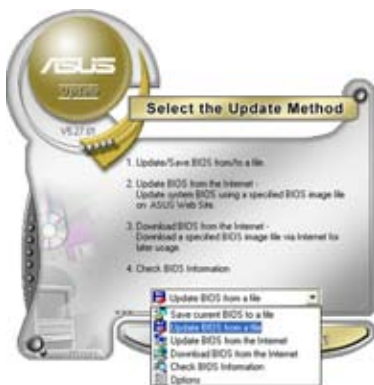 ASUS
Update
V5.27.01
Select the Update Method
1. Update/Save BIOS from/to a file.
2. Update BIOS from the Internet -
Update system BIOS using a specified BIOS image file
on ASUS Web Site.
3. Download BIOS from the Internet -
Download a specified BIOS image file via Internet for
later usage.
4. Check BIOS Information
Update BIOS from a file
Save current BIOS to a file
Update BIOS from a file
Update BIOS from the Internet
Download BIOS from the Internet
Check BIOS Information
Options